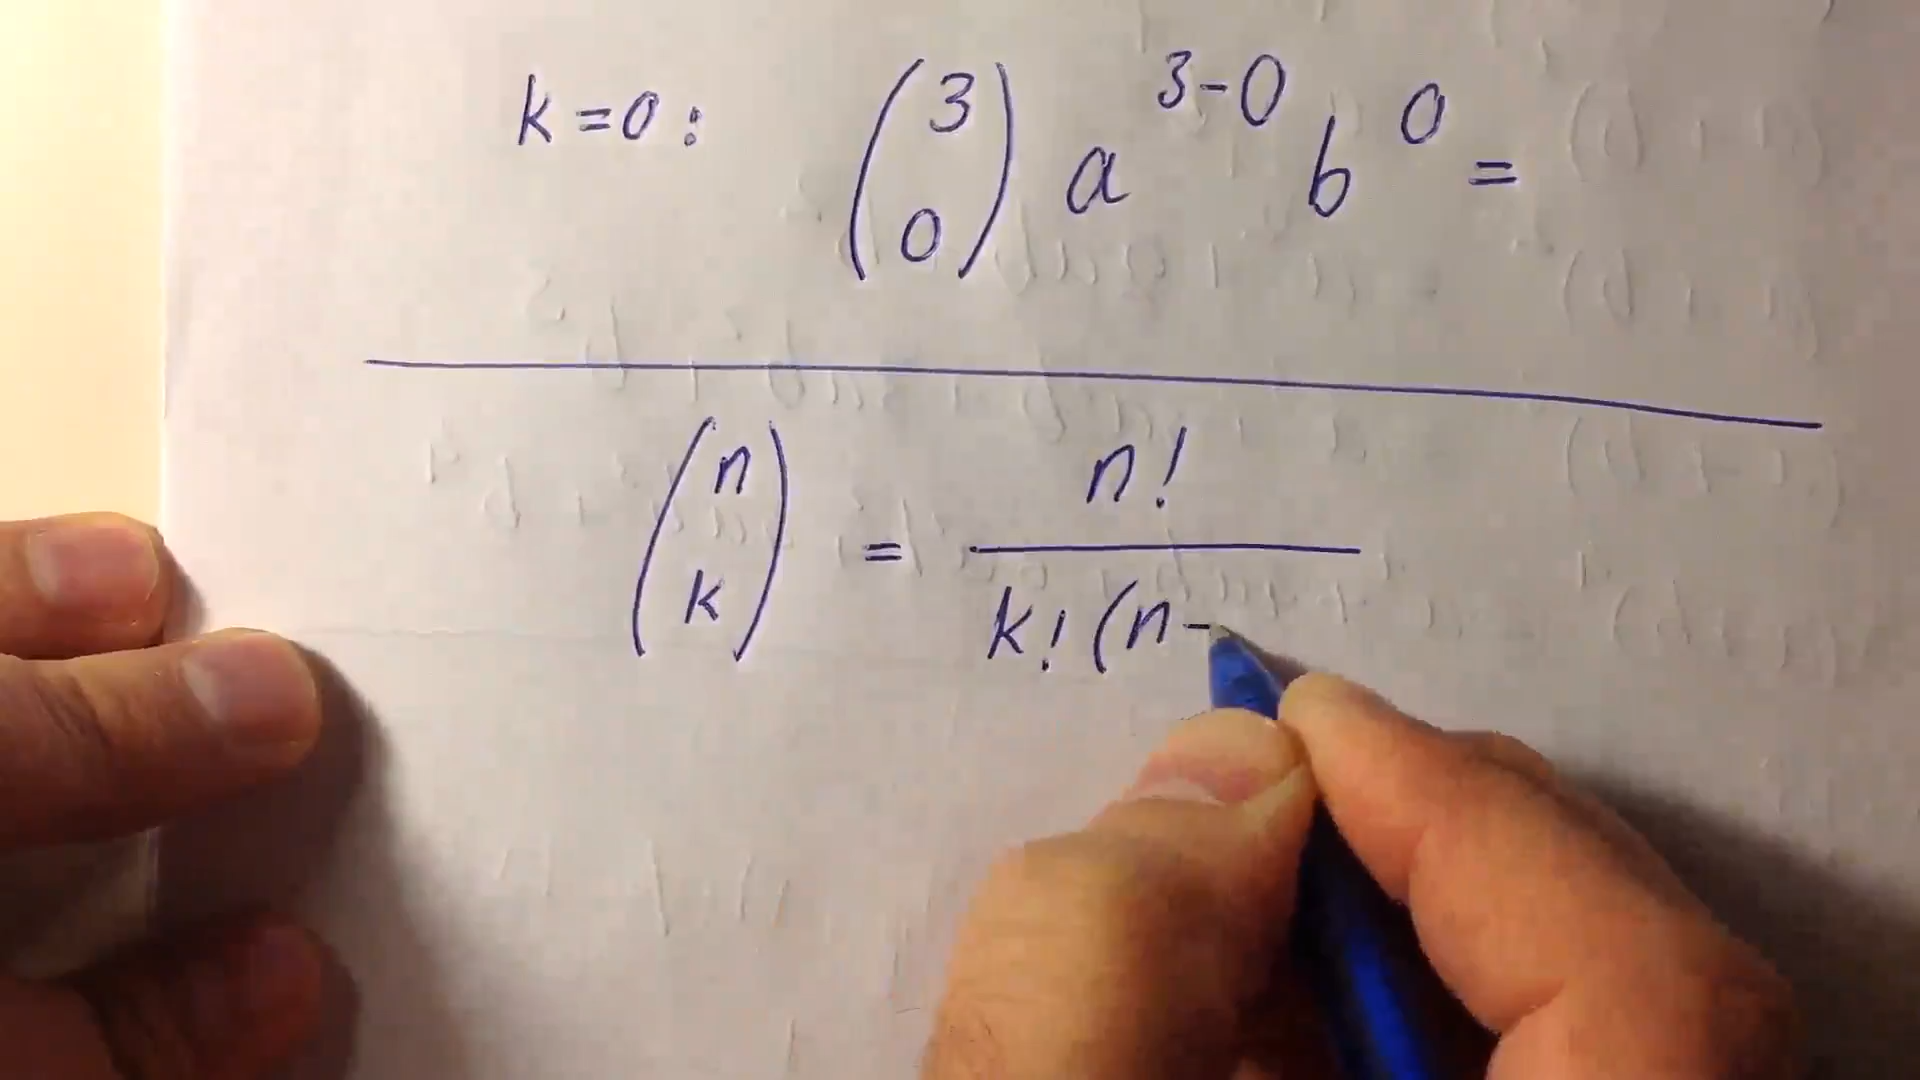 k=0: (3 0) a^3-0 b^0 =
(n k) = n! / k! (n-